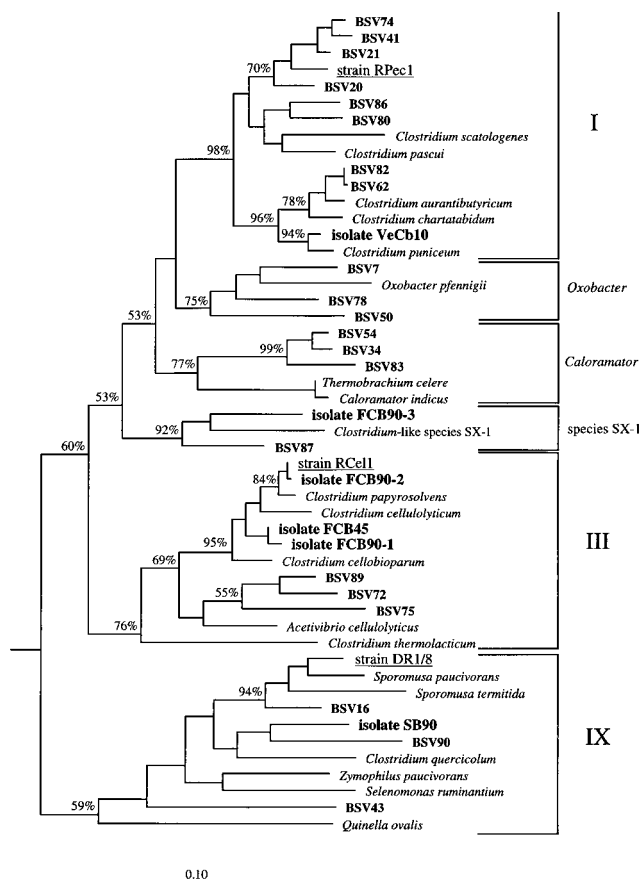 BSV74
BSV41
BSV21
70%
strain RPec1
BSV20
BSV86
BSV80
I
Clostridium scatologenes
98%
Clostridium pascui
BSV82
BSV62
78%
Clostridium aurantibutyricum
96%
Clostridium chartatabidum
94%
isolate VeCb10
Clostridium puniceum
BSV7
Oxobacter pfennigii
Oxobacter
75%
BSV78
BSV50
53%
BSV54
99%
BSV34
77%
BSV83
Caloramator
Thermobrachium celere
Caloramator indicus
53%
isolate FCB90-3
92%
Clostridium-like species SX-1
species SX-1
60%
BSV87
strain RCel1
84%
isolate FCB90-2
Clostridium papyrosolvens
Clostridium cellulolyticum
isolate FCB45
III
95%
isolate FCB90-1
69%
Clostridium cellobioparum
BSV89
55%
BSV72
BSV75
76%
Acetivibrio cellulolyticus
Clostridium thermolacticum
strain DR1/8
Sporomusa paucivorans
94%
Sporomusa termitida
BSV16
isolate SB90
IX
BSV90
Clostridium quercicolum
Zymophilus paucivorans
Selenomonas ruminantium
59%
BSV43
Quinella ovalis
0.10